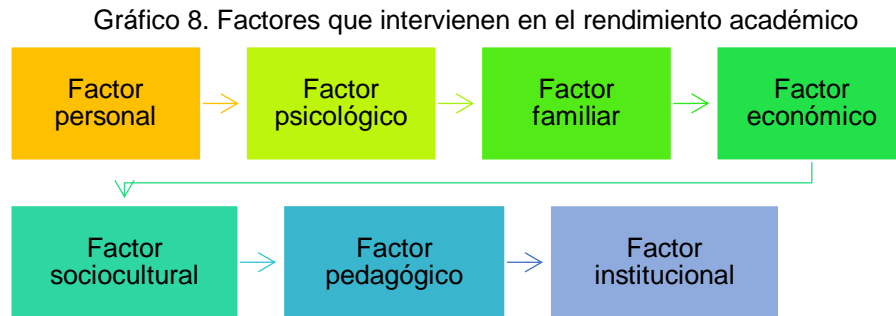 Gráfico 8. Factores que intervienen en el rendimiento académico
Factor
personal
Factor
psicológico
Factor
familiar
Factor
económico
Factor
sociocultural
Factor
pedagógico
Factor
institucional